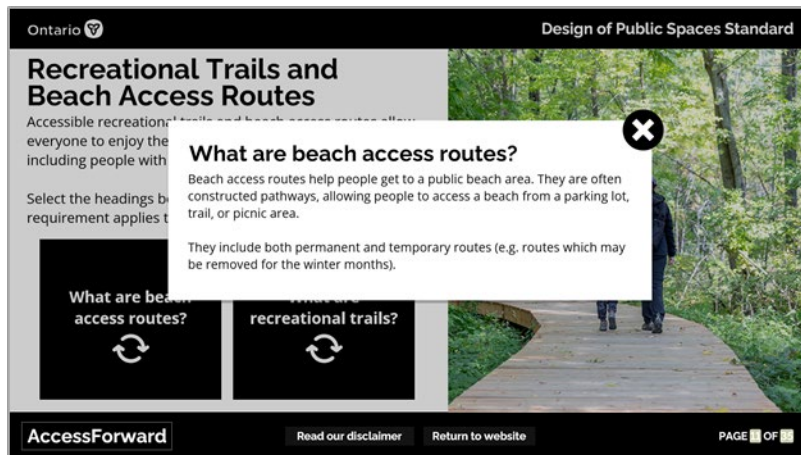 Ontario
Design of Public Spaces Standard
Recreational Trails and
Beach Access Routes
Accessible recreational trails and beach access routes allow
everyone to enjoy the
including people with
Select the headings be
requirement applies t
What are beach access routes?
Beach access routes help people get to a public beach area. They are often
constructed pathways, allowing people to access a beach from a parking lot,
trail, or picnic area.
They include both permanent and temporary routes (e.g. routes which may
be removed for the winter months).
What are beach
access routes?
What are
recreational trails?
AccessForward
Read our disclaimer
Return to website
PAGE 11 OF 35